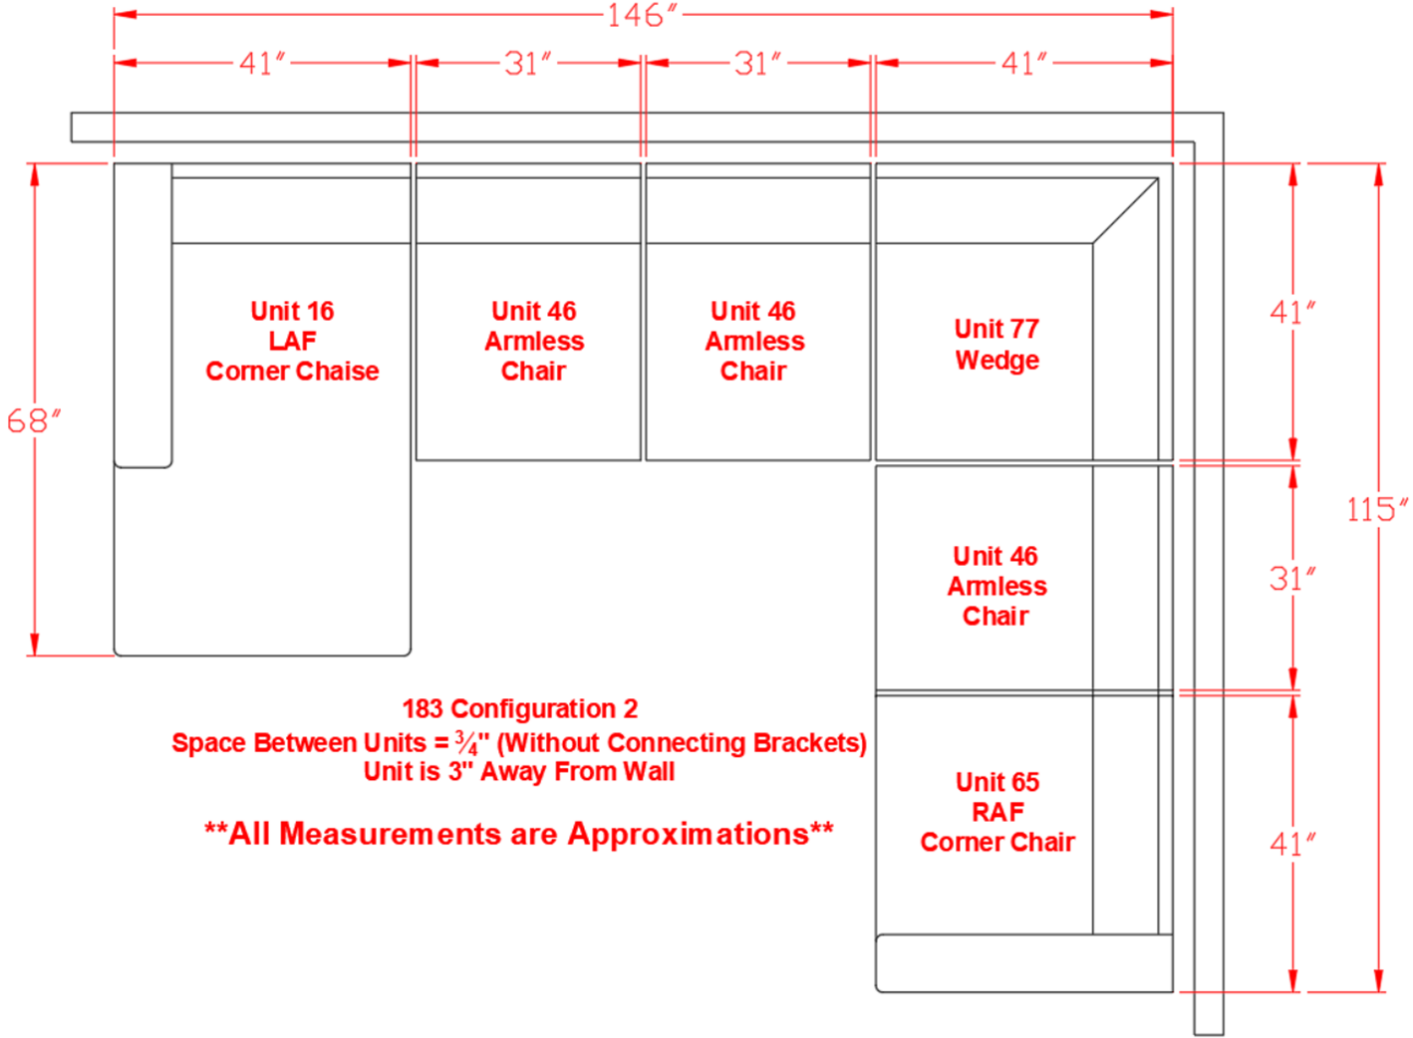 146″
41″ 31″ 31″ 41″
Unit 16
LAF
Corner Chaise
Unit 46
Armless
Chair
Unit 46
Armless
Chair
Unit 77
Wedge
41″
68″
115″
Unit 46
Armless
Chair
31″
183 Configuration 2
Space Between Units = ¾" (Without Connecting Brackets)
Unit is 3" Away From Wall
**All Measurements are Approximations**
Unit 65
RAF
Corner Chair
41″